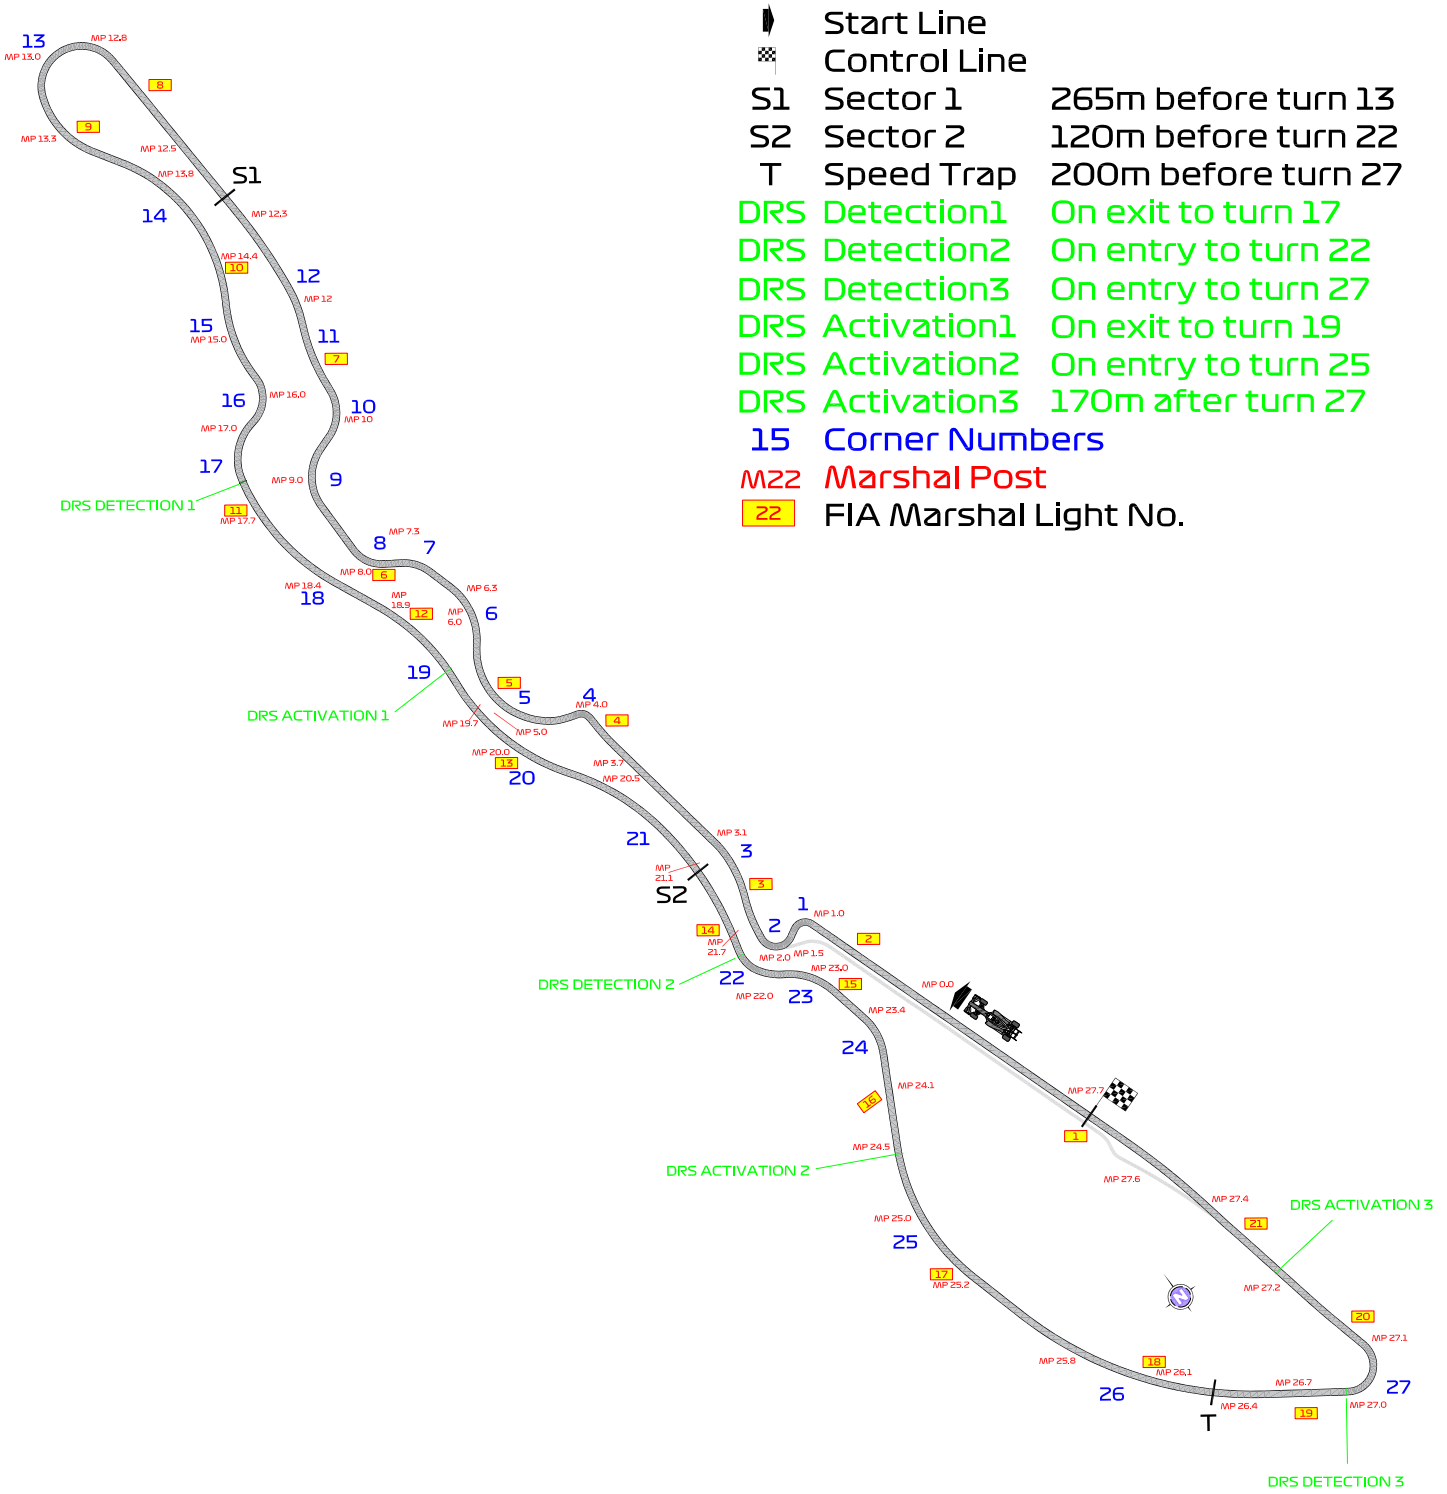 Start Line
Control Line
S1 Sector 1 265m before turn 13
S2 Sector 2 120m before turn 22
T Speed Trap 200m before turn 27
DRS Detection1 On exit to turn 17
DRS Detection2 On entry to turn 22
DRS Detection3 On entry to turn 27
DRS Activation1 On exit to turn 19
DRS Activation2 On entry to turn 25
DRS Activation3 170m after turn 27
15 Corner Numbers
M22 Marshal Post
22 FIA Marshal Light No.
13
MP 12.8
MP 13.0
8
9
MP 13.3
MP 12.5
MP 13.8
S1
14
MP 12.3
MP 14.4
10
12
MP 12
15
MP 15.0
11
7
16
MP 16.0
10
MP 10
MP 17.0
17
MP 9.0
9
DRS DETECTION 1
11
MP 17.7
MP 7.3
8
7
MP 8.0
6
MP 18.4
18
MP
18.9
12
MP 6.3
MP
6.0
6
19
5
5
4
MP 4.0
4
DRS ACTIVATION 1
MP 19.7
MP 5.0
MP 20.0
13
20
MP 3.7
MP 20.5
21
MP 3.1
3
MP
21.1
S2
3
1
MP 1.0
14
2
2
MP
21.7
MP 2.0
MP 1.5
DRS DETECTION 2
22
MP 23.0
15
MP 22.0
23
MP 0.0
MP 23.4
24
16
MP 24.1
MP 27.7
1
MP 24.5
DRS ACTIVATION 2
MP 27.6
MP 27.4
DRS ACTIVATION 3
21
MP 25.0
25
17
MP 25.2
MP 27.2
N
20
MP 27.1
MP 25.8
18
MP 26.1
26
MP 26.7
27
MP 26.4
MP 27.0
19
T
DRS DETECTION 3